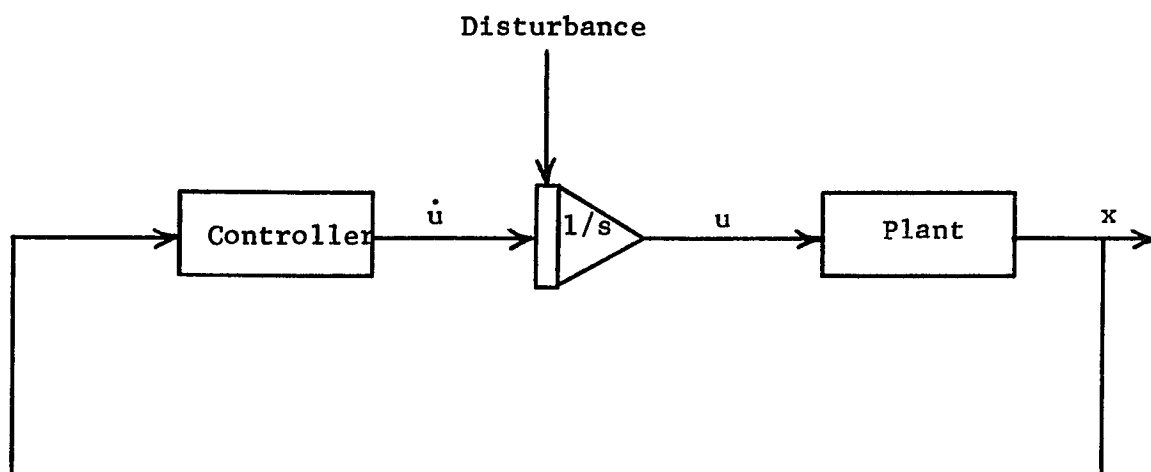 Disturbance
Controller
u̇
1/s
u
Plant
x